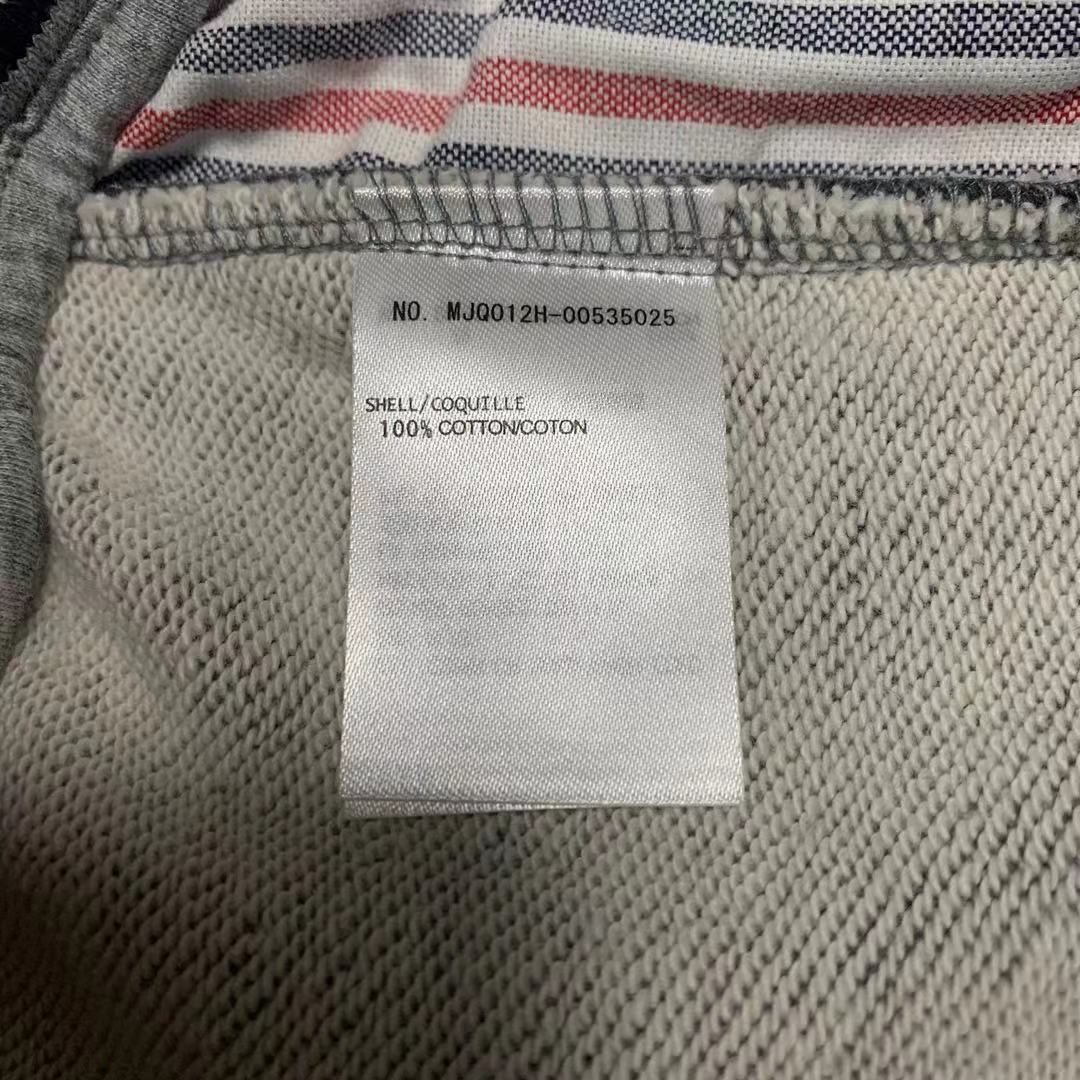 NO. MJQ012H-00535025
SHELL/COQUILLE
100% COTTON/COTON